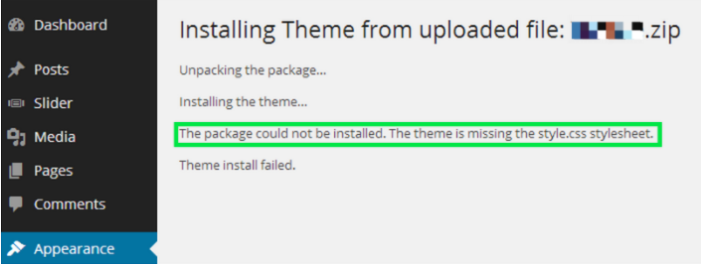 Dashboard
Posts
Slider
Media
Pages
Comments
Appearance
Installing Theme from uploaded file: .zip
Unpacking the package...
Installing the theme...
The package could not be installed. The theme is missing the style.css stylesheet.
Theme install failed.